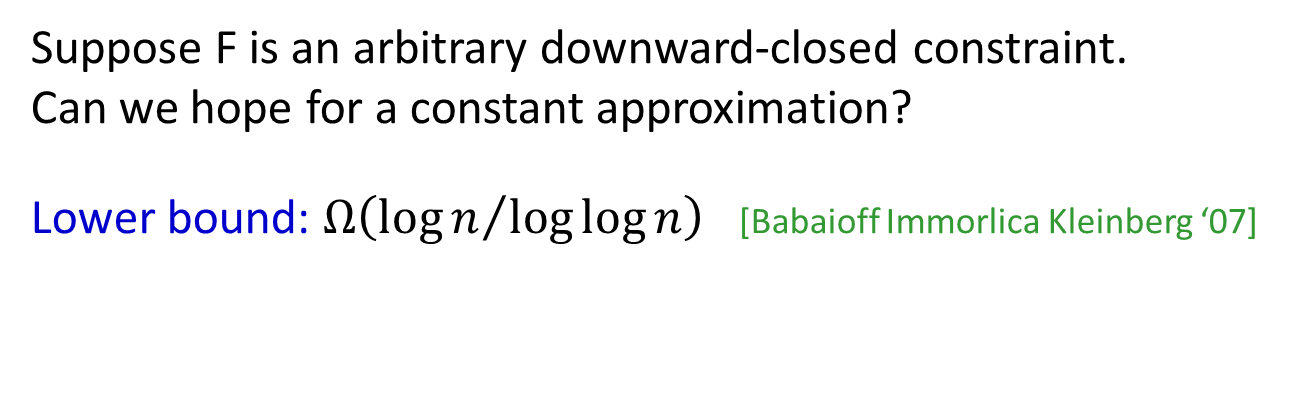 Suppose F is an arbitrary downward-closed constraint.
Can we hope for a constant approximation?
Lower bound: Ω(log n/log log n) [Babaioff Immorlica Kleinberg ‘07]